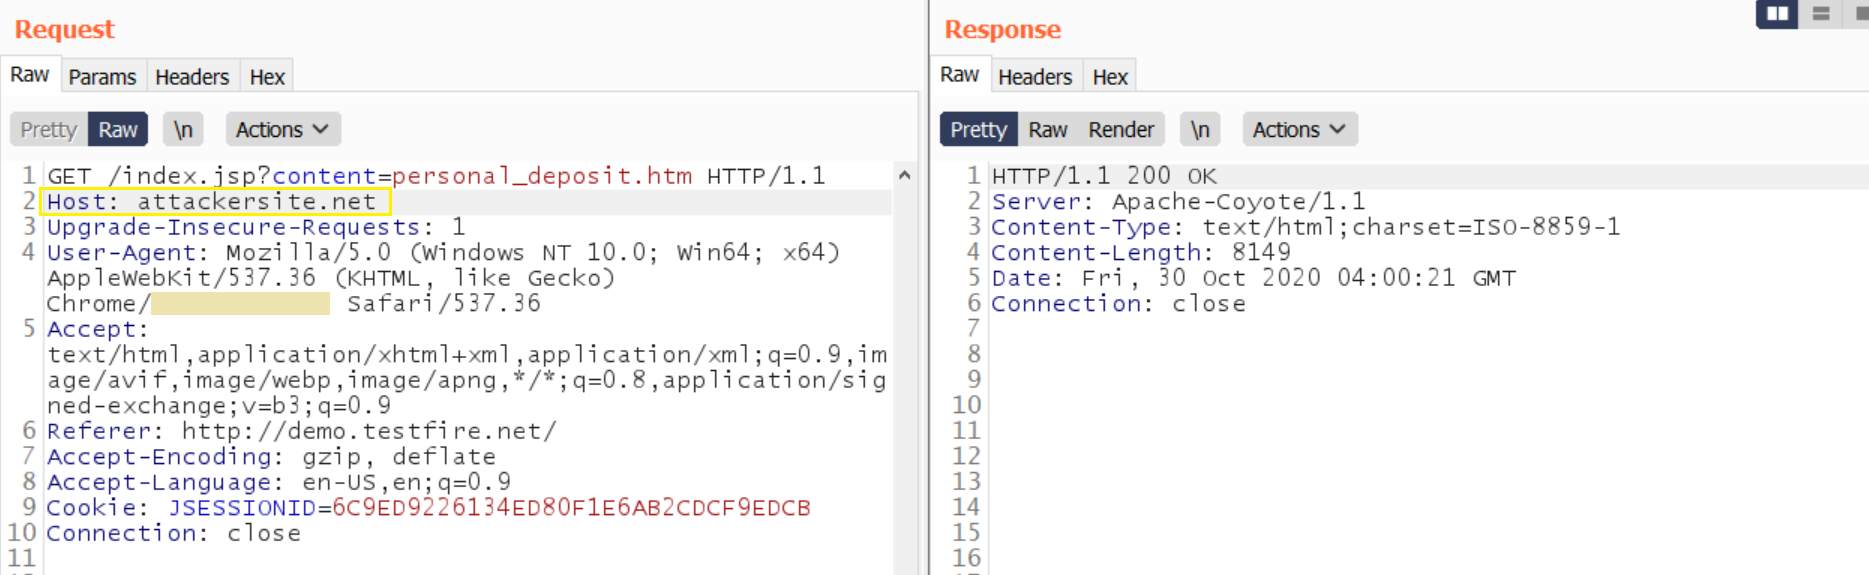 Request
Raw Params Headers Hex
Pretty Raw \n Actions
1 GET /index.jsp?content=personal_deposit.htm HTTP/1.1
2 Host: attackersite.net
3 Upgrade-Insecure-Requests: 1
4 User-Agent: Mozilla/5.0 (Windows NT 10.0; Win64; x64)
AppleWebKit/537.36 (KHTML, like Gecko)
Chrome/ Safari/537.36
5 Accept:
text/html,application/xhtml+xml,application/xml;q=0.9,im
age/avif,image/webp,image/apng,*/*;q=0.8,application/sig
ned-exchange;v=b3;q=0.9
6 Referer: http://demo.testfire.net/
7 Accept-Encoding: gzip, deflate
8 Accept-Language: en-US,en;q=0.9
9 Cookie: JSESSIONID=6C9ED9226134ED80F1E6AB2CDCF9EDCB
10 Connection: close
11
Response
Raw Headers Hex
Pretty Raw Render \n Actions
1 HTTP/1.1 200 OK
2 Server: Apache-Coyote/1.1
3 Content-Type: text/html;charset=ISO-8859-1
4 Content-Length: 8149
5 Date: Fri, 30 Oct 2020 04:00:21 GMT
6 Connection: close
7
8
9
10
11
12
13
14
15
16